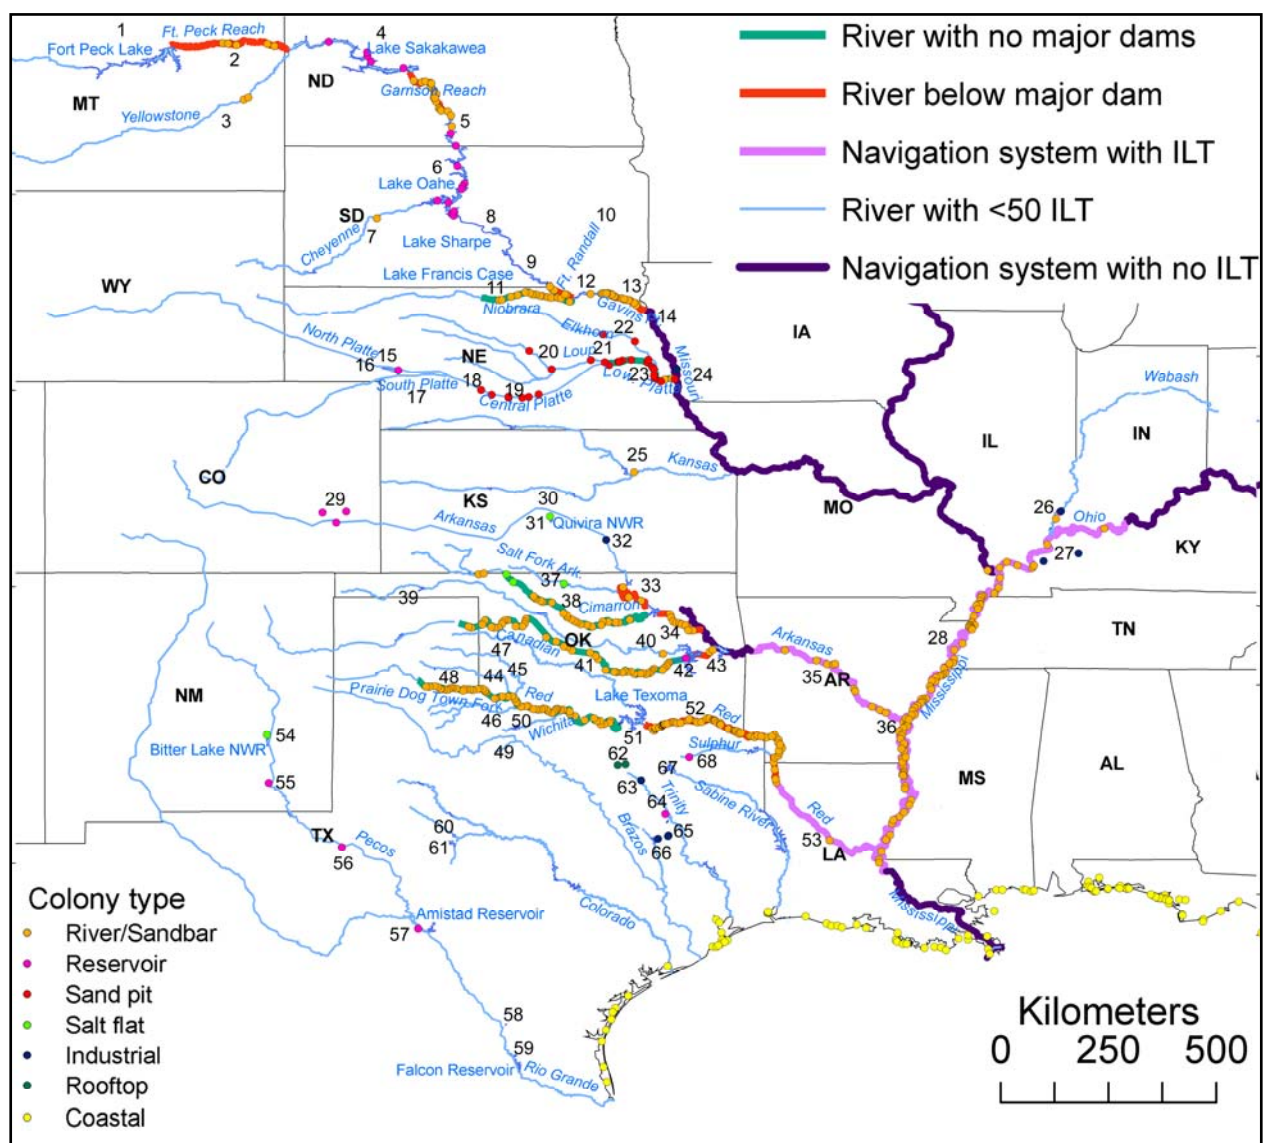 1
Ft. Peck Reach
4
Fort Peck Lake
2
Lake Sakakawea
MT
ND
Garrison Reach
Yellowstone
3
5
6
Lake Oahe
SD
8
10
Cheyenne
7
Lake Sharpe
Ft. Randall
9
Lake Francis Case
WY
11
12
13
Niobrara
Gavins Pt.
14
Elkhorn
22
IA
North Platte
15
16
NE
20
Loup
21
Missouri
South Platte
18
19
23
Low. Platte
24
17
Central Platte
Wabash
IL
IN
25
Kansas
CO
29
KS
30
MO
26
Arkansas
31
Quivira NWR
Ohio
32
27
KY
Salt Fork Ark.
37
33
39
38
Cimarron
34
TN
Canadian
OK
40
28
47
41
42
43
Arkansas
Mississippi
48
44
45
Red
35
AR
NM
Prairie Dog Town Fork
Lake Texoma
46
50
Wichita
52
Red
36
51
54
49
62
Sulphur
Bitter Lake NWR
67
68
MS
AL
55
63
Trinity
Sabine River
64
TX
60
Brazos
65
Red
Pecos
61
66
53
LA
56
Colorado
Mississippi
Amistad Reservoir
57
58
59
Falcon Reservoir
Rio Grande
River with no major dams
River below major dam
Navigation system with ILT
River with <50 ILT
Navigation system with no ILT
Colony type
River/Sandbar
Reservoir
Sand pit
Salt flat
Industrial
Rooftop
Coastal
Kilometers
0 250 500